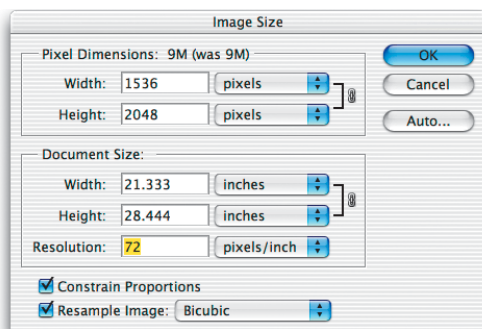 Image Size
Pixel Dimensions: 9M (was 9M)
Width: 1536 pixels
Height: 2048 pixels
OK
Cancel
Auto...
Document Size:
Width: 21.333 inches
Height: 28.444 inches
Resolution: 72 pixels/inch
Constrain Proportions
Resample Image: Bicubic